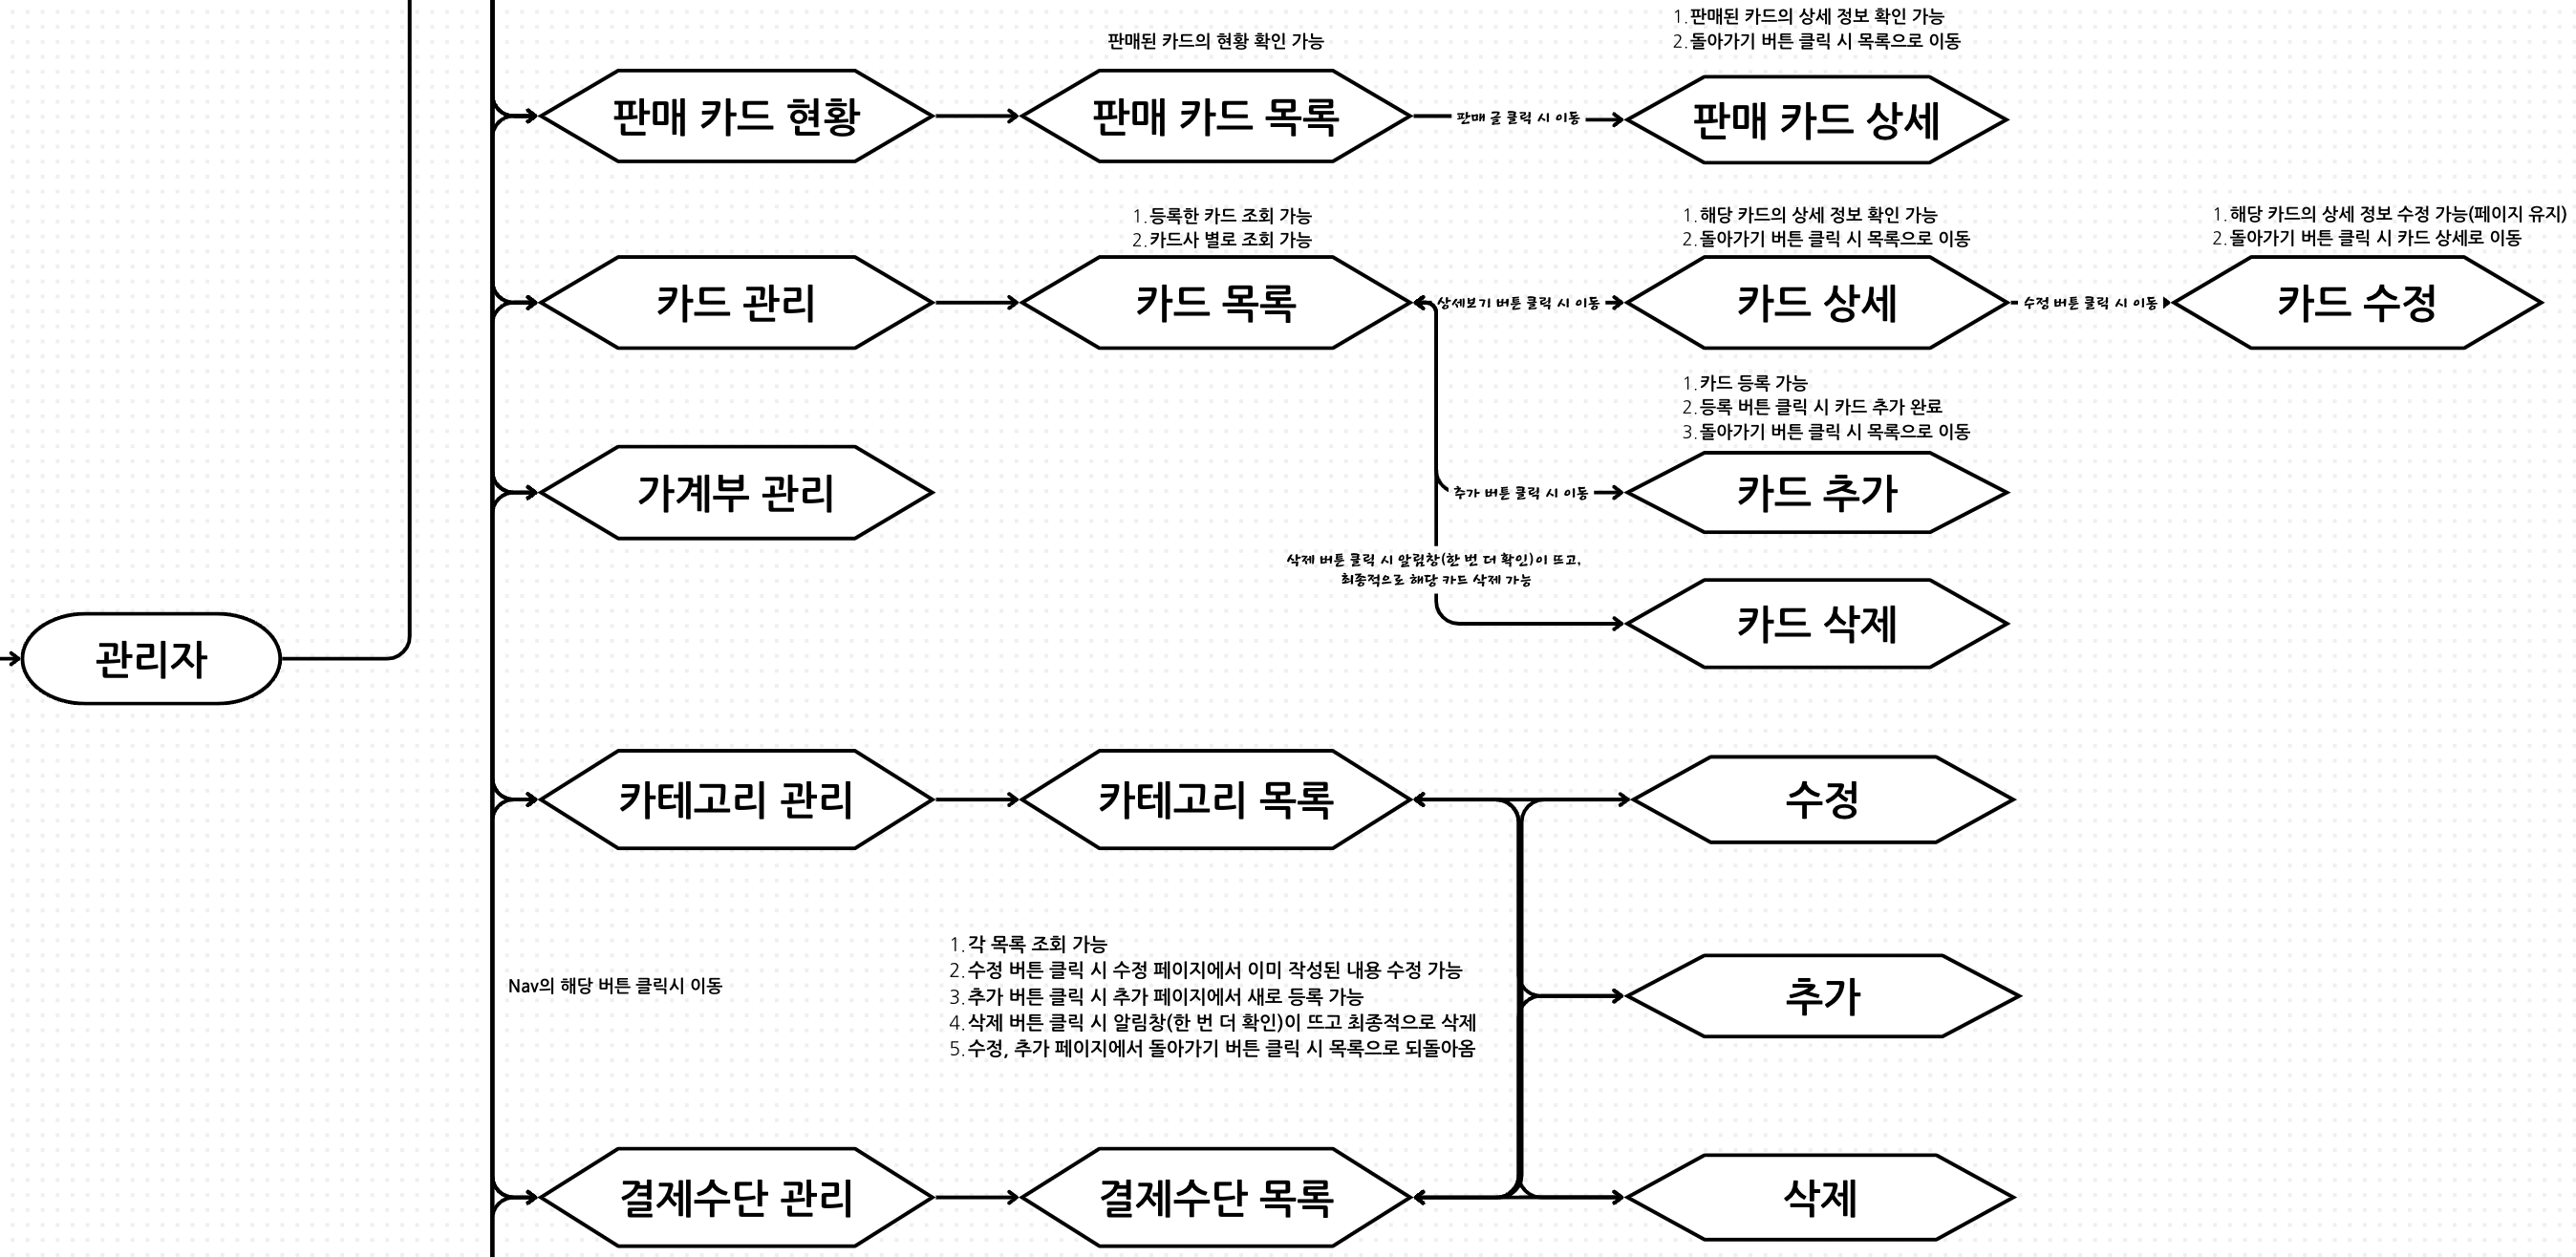 판매된 카드의 현황 확인 가능
1. 판매된 카드의 상세 정보 확인 가능
2. 돌아가기 버튼 클릭 시 목록으로 이동
판매 카드 현황
판매 카드 목록
판매 글 클릭 시 이동
판매 카드 상세
1. 등록한 카드 조회 가능
2. 카드사 별로 조회 가능
1. 해당 카드의 상세 정보 확인 가능
2. 돌아가기 버튼 클릭 시 목록으로 이동
1. 해당 카드의 상세 정보 수정 가능(페이지 유지)
2. 돌아가기 버튼 클릭 시 카드 상세로 이동
카드 관리
카드 목록
상세보기 버튼 클릭 시 이동
카드 상세
수정 버튼 클릭 시 이동
카드 수정
1. 카드 등록 가능
2. 등록 버튼 클릭 시 카드 추가 완료
3. 돌아가기 버튼 클릭 시 목록으로 이동
가계부 관리
추가 버튼 클릭 시 이동
카드 추가
삭제 버튼 클릭 시 알림창(한 번 더 확인)이 뜨고,
최종적으로 해당 카드 삭제 가능
카드 삭제
관리자
카테고리 관리
카테고리 목록
수정
Nav의 해당 버튼 클릭시 이동
1. 각 목록 조회 가능
2. 수정 버튼 클릭 시 수정 페이지에서 이미 작성된 내용 수정 가능
3. 추가 버튼 클릭 시 추가 페이지에서 새로 등록 가능
4. 삭제 버튼 클릭 시 알림창(한 번 더 확인)이 뜨고 최종적으로 삭제
5. 수정, 추가 페이지에서 돌아가기 버튼 클릭 시 목록으로 되돌아옴
추가
결제수단 관리
결제수단 목록
삭제